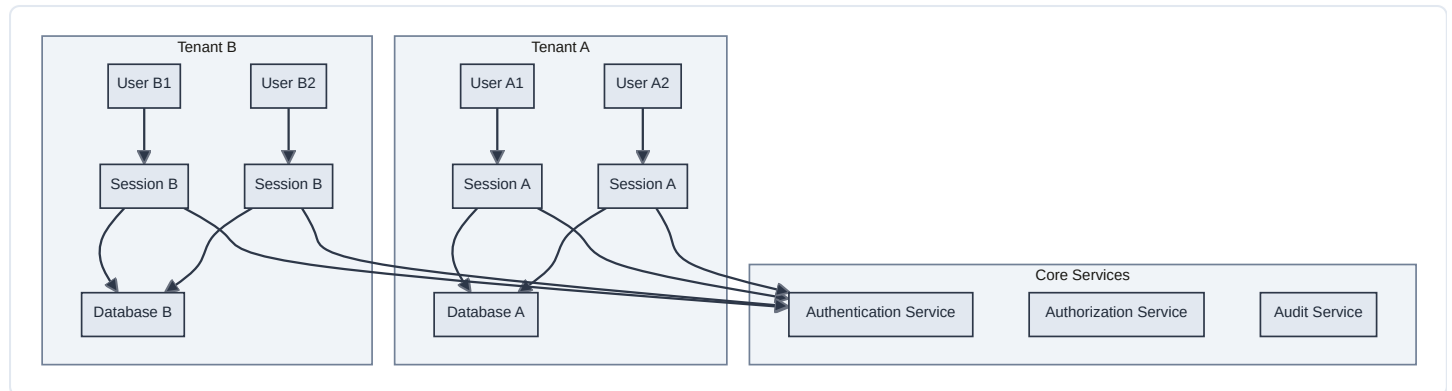 Tenant B
User B1
User B2
Session B
Session B
Database B
Tenant A
User A1
User A2
Session A
Session A
Database A
Core Services
Authentication Service
Authorization Service
Audit Service